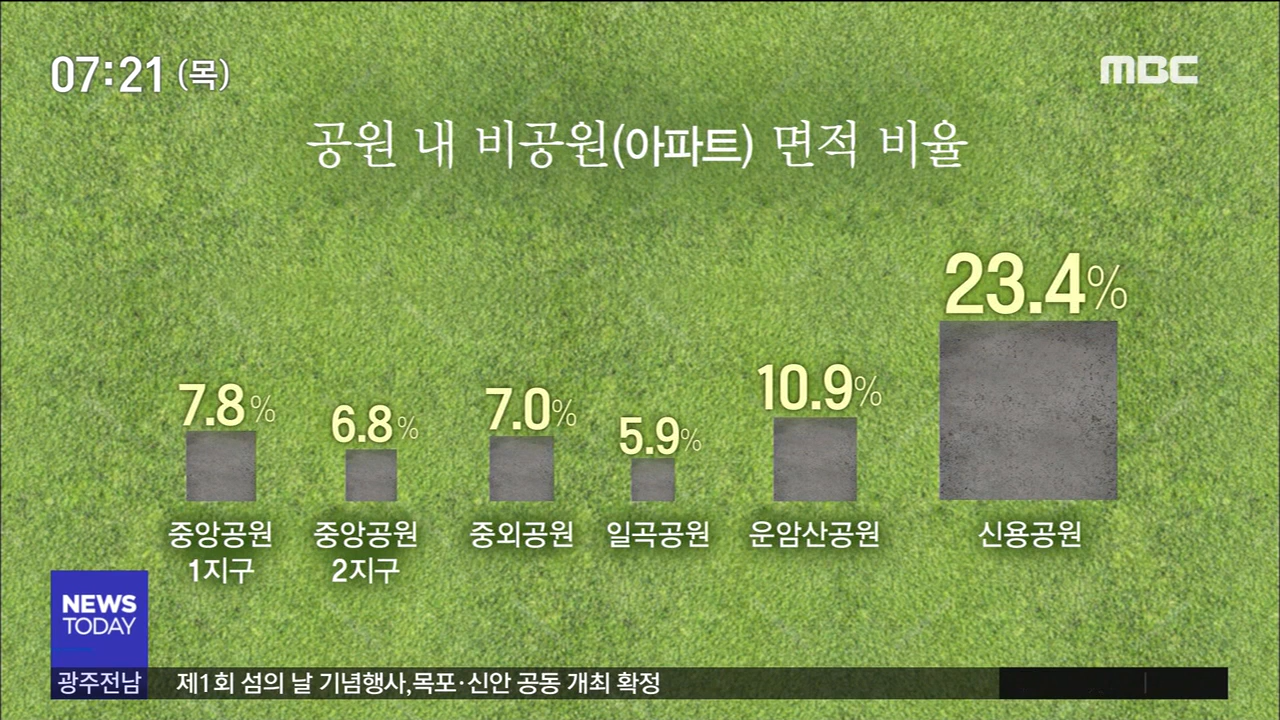 07:21 (목)
MBC
공원 내 비공원(아파트) 면적 비율
7.8%
6.8%
7.0%
5.9%
10.9%
23.4%
중앙공원
1지구
중앙공원
2지구
중외공원
일곡공원
운암산공원
신용공원
NEWS
TODAY
광주전남
제1회 섬의 날 기념행사,목포·신안 공동 개최 확정